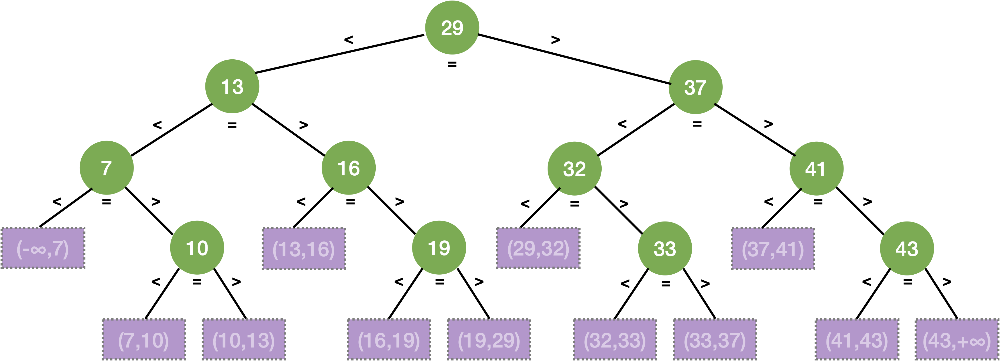 29
< >
=
13 37
< = > < = >
7 16 32 41
< = > < = > < = > < = >
(-∞,7) 10 (13,16) 19 (29,32) 33 (37,41) 43
< = > < = > < = > < = >
(7,10) (10,13) (16,19) (19,29) (32,33) (33,37) (41,43) (43,+∞)